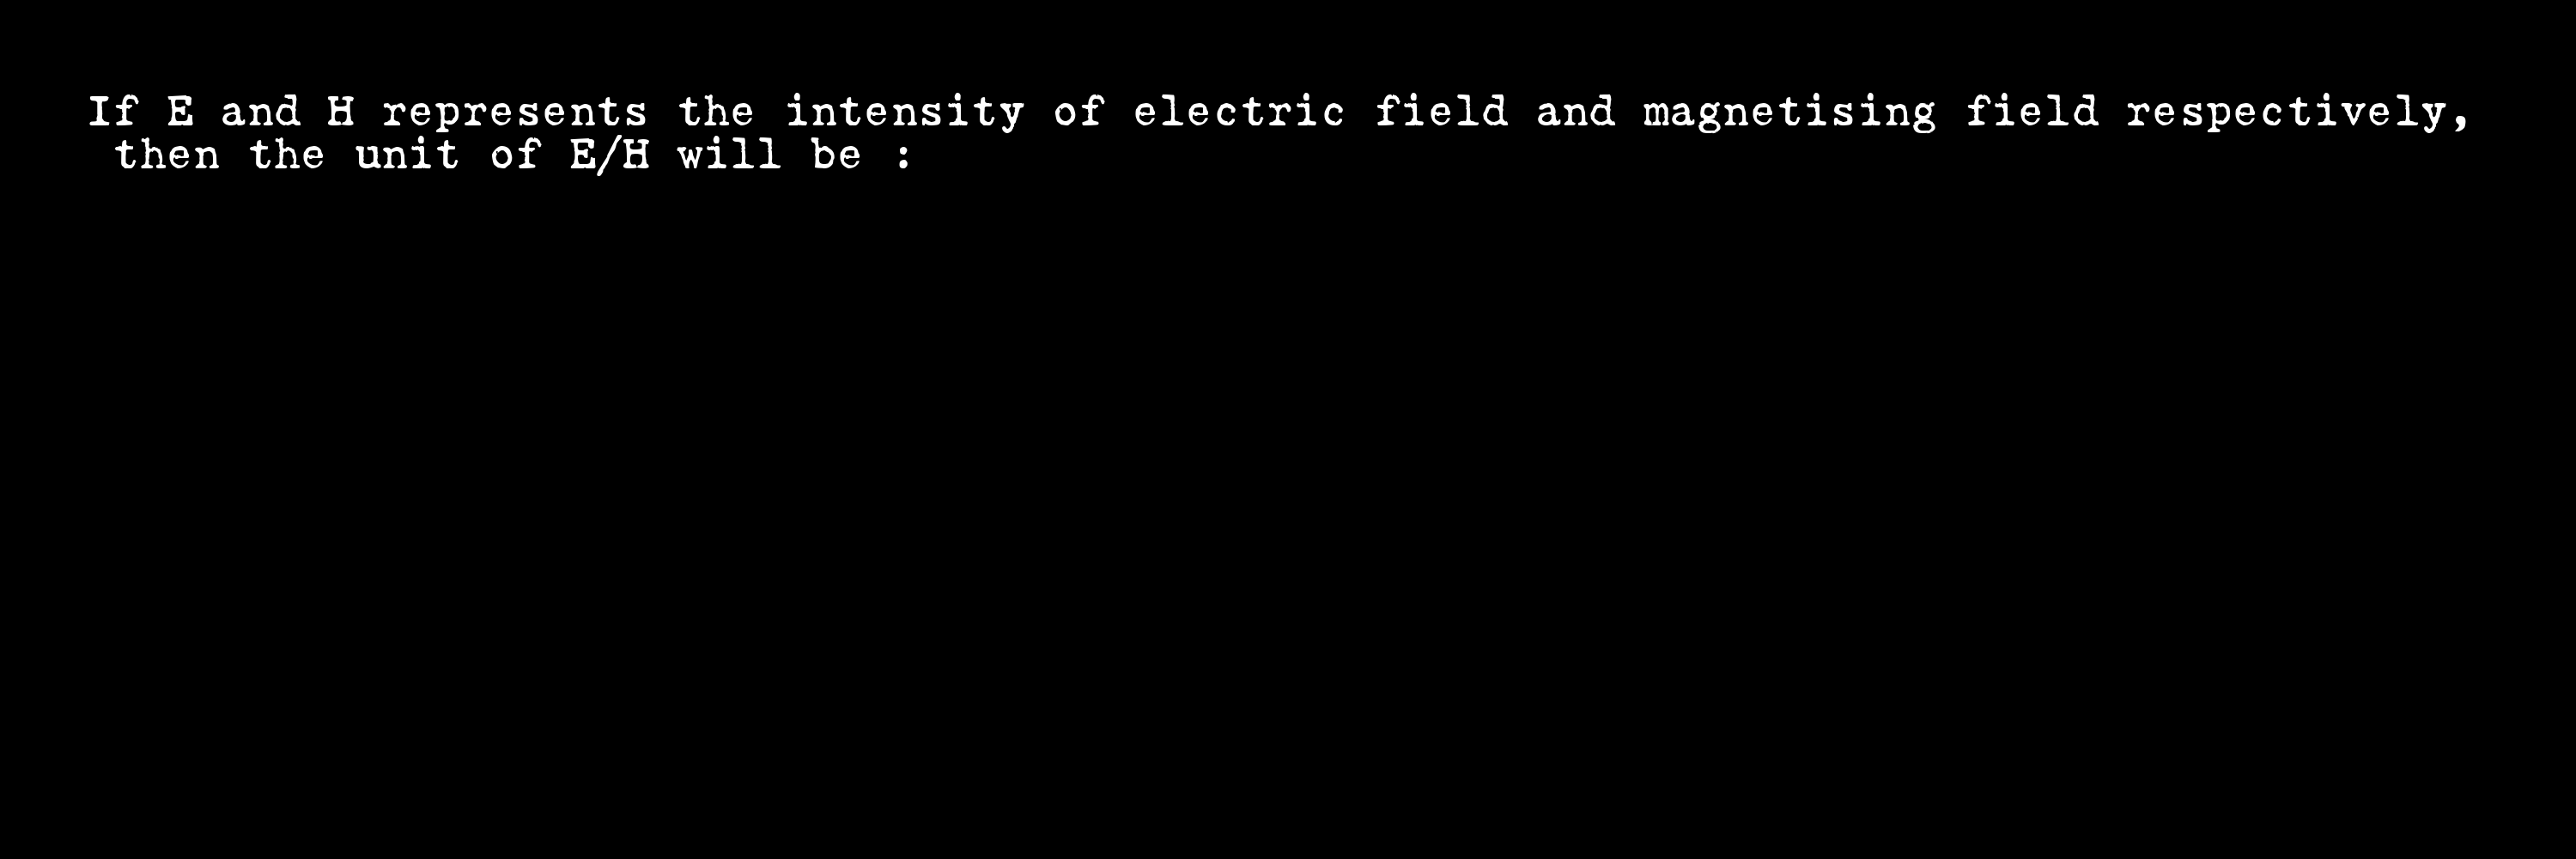 If E and H represents the intensity of electric field and magnetising field respectively,
then the unit of E/H will be :